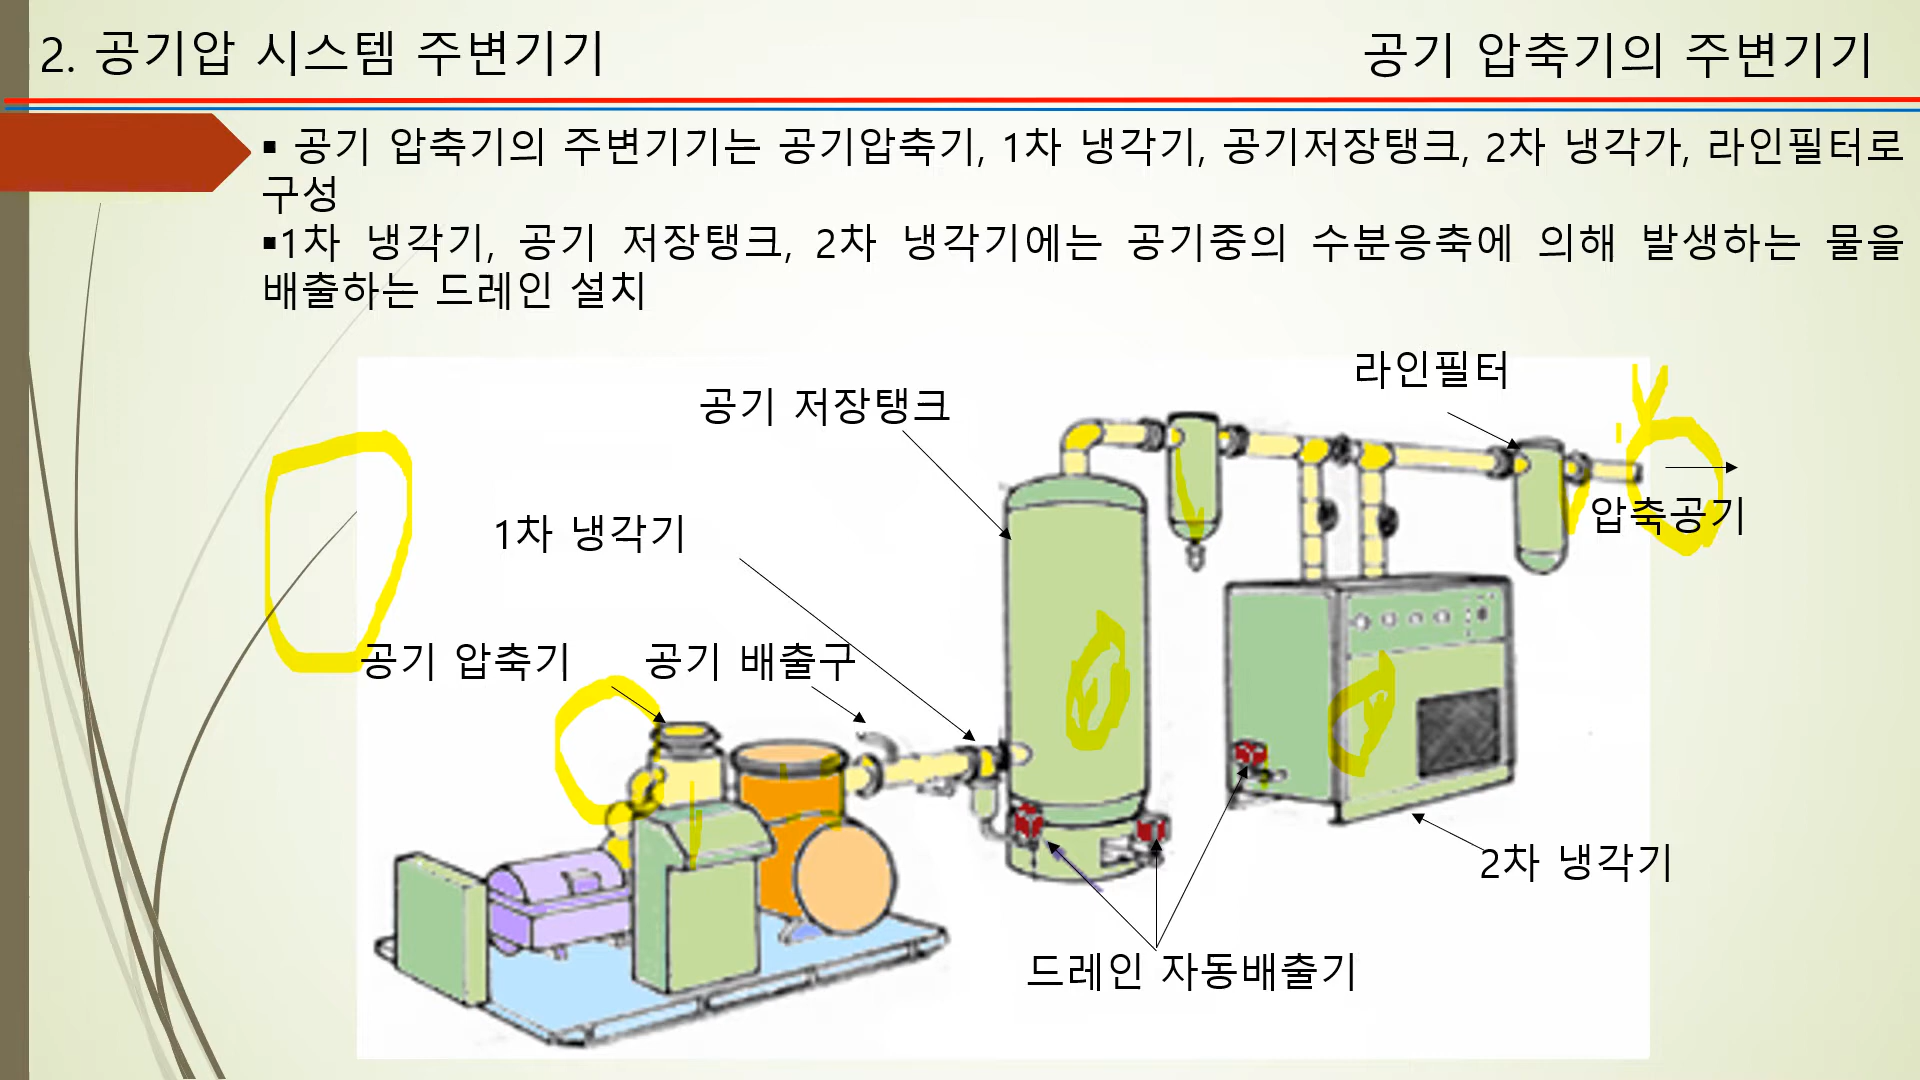 2. 공기압 시스템 주변기기
공기 압축기의 주변기기
▪ 공기 압축기의 주변기기는 공기압축기, 1차 냉각기, 공기저장탱크, 2차 냉각가, 라인필터로
구성
▪1차 냉각기, 공기 저장탱크, 2차 냉각기에는 공기중의 수분응축에 의해 발생하는 물을
배출하는 드레인 설치
라인필터
공기 저장탱크
압축공기
1차 냉각기
공기 압축기
공기 배출구
2차 냉각기
드레인 자동배출기